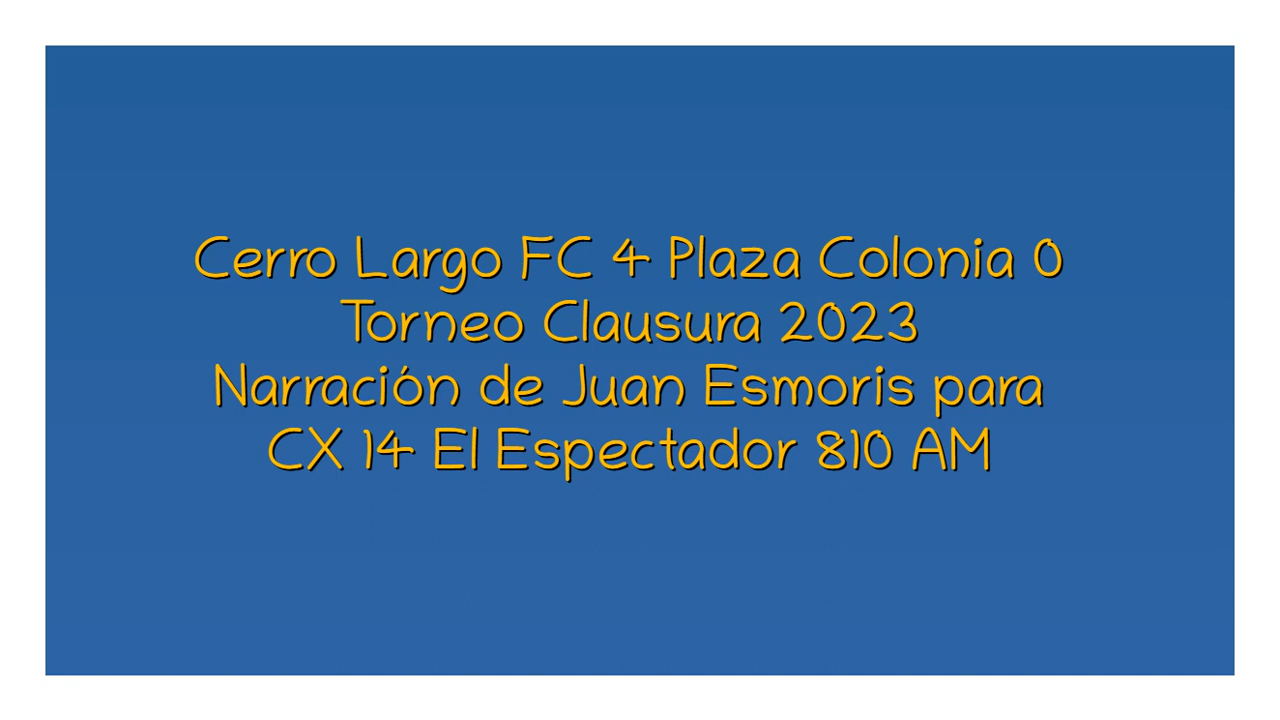 Cerro Largo FC 4 Plaza Colonia 0
Torneo Clausura 2023
Narración de Juan Esmoris para
CX 14 El Espectador 810 AM